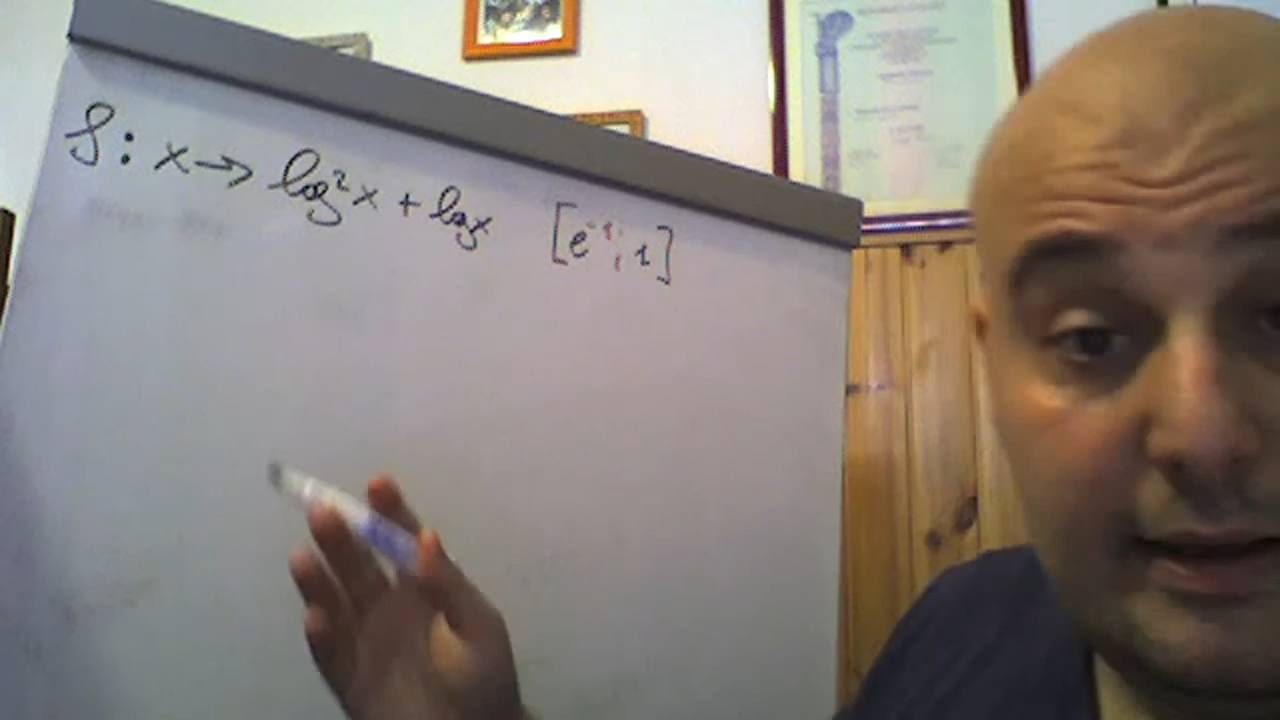 f: x → log²x + log x [e⁻¹; 1]